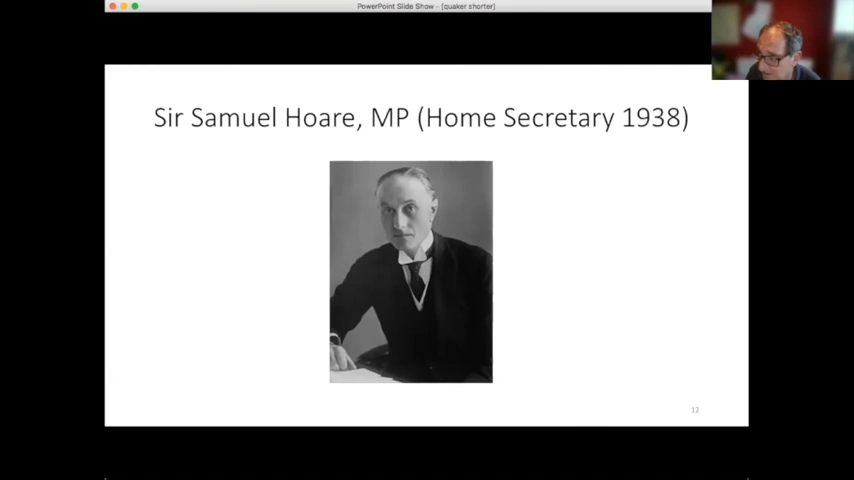 PowerPoint Slide Show - [quaker shorter]
Sir Samuel Hoare, MP (Home Secretary 1938)
12